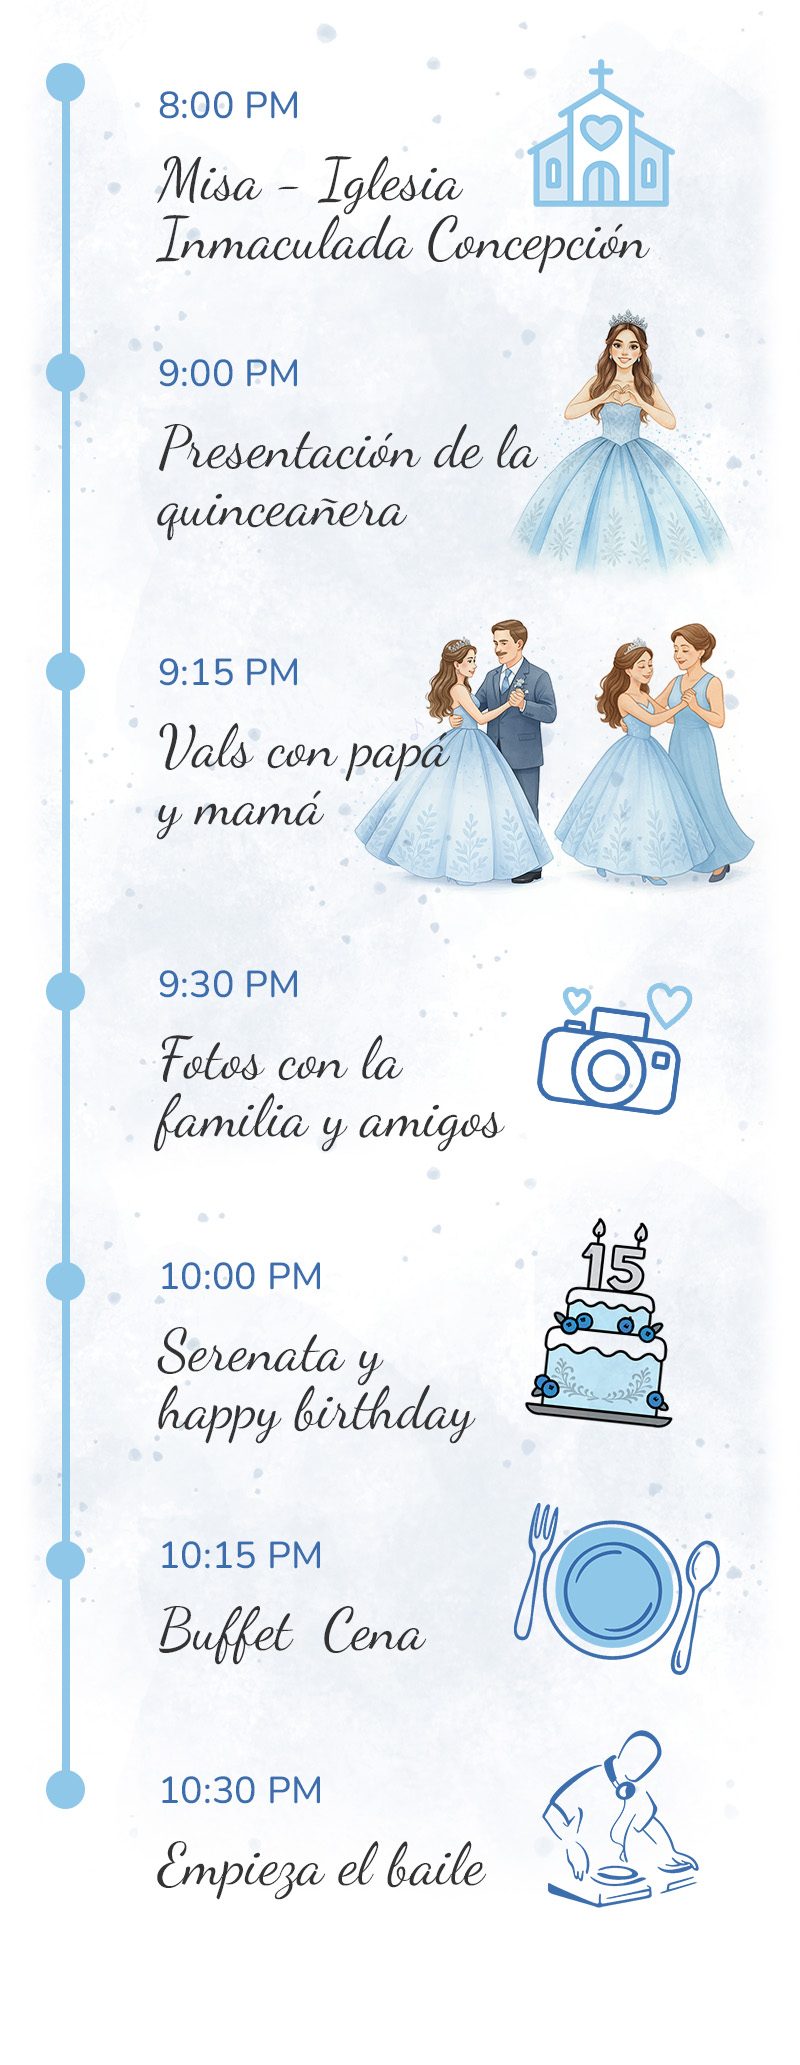 8:00 PM
Misa - Iglesia
Inmaculada Concepción
9:00 PM
Presentación de la
quinceañera
9:15 PM
Vals con papá
y mamá
9:30 PM
Fotos con la
familia y amigos
10:00 PM
15
Serenata y
happy birthday
10:15 PM
Buffet Cena
10:30 PM
Empieza el baile